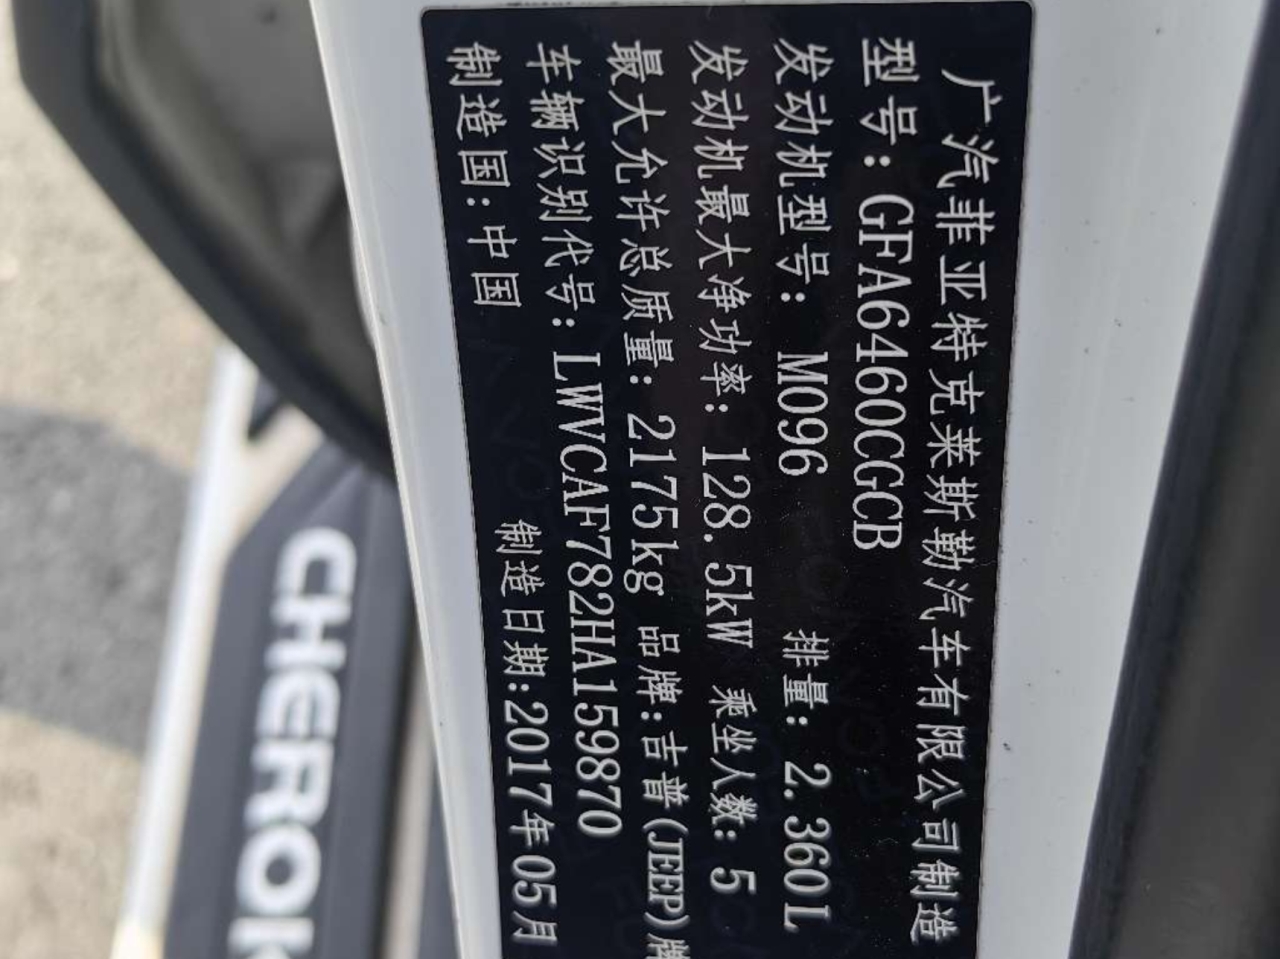 广汽菲亚特克莱斯勒汽车有限公司制造
型号：GFA6460CGCB
发动机型号：M096 排量：2.360L
发动机最大净功率：128.5kW 乘坐人数：5
最大允许总质量：2175kg 品牌：吉普(JEEP)牌
车辆识别代号：LWVCAF782HA159870
制造国：中国 制造日期：2017年05月
CHEROK